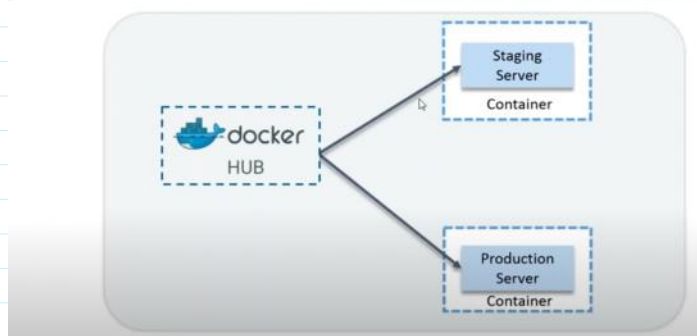 Staging
Server
Container
docker
HUB
Production
Server
Container